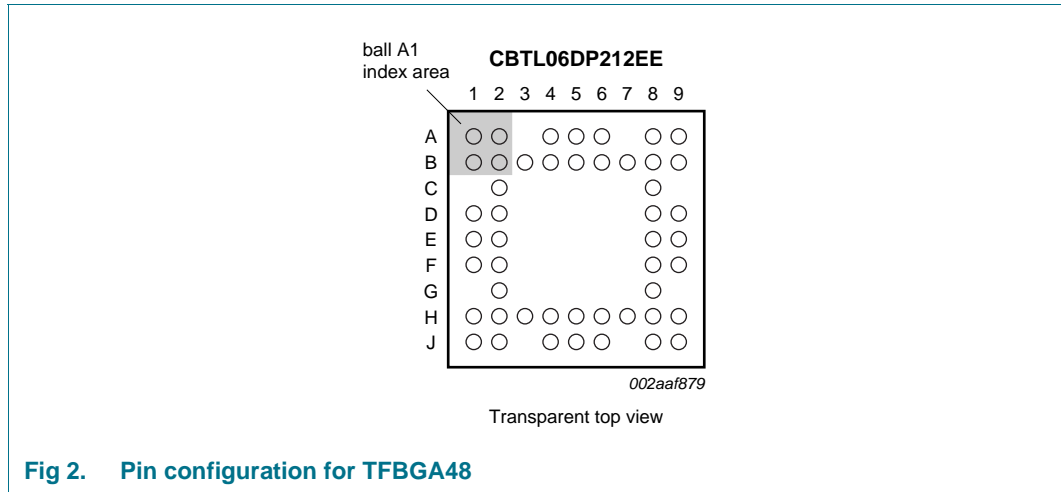 ball A1
index area
CBTL06DP212EE
1 2 3 4 5 6 7 8 9
A
B
C
D
E
F
G
H
J
002aaf879
Transparent top view
Fig 2. Pin configuration for TFBGA48